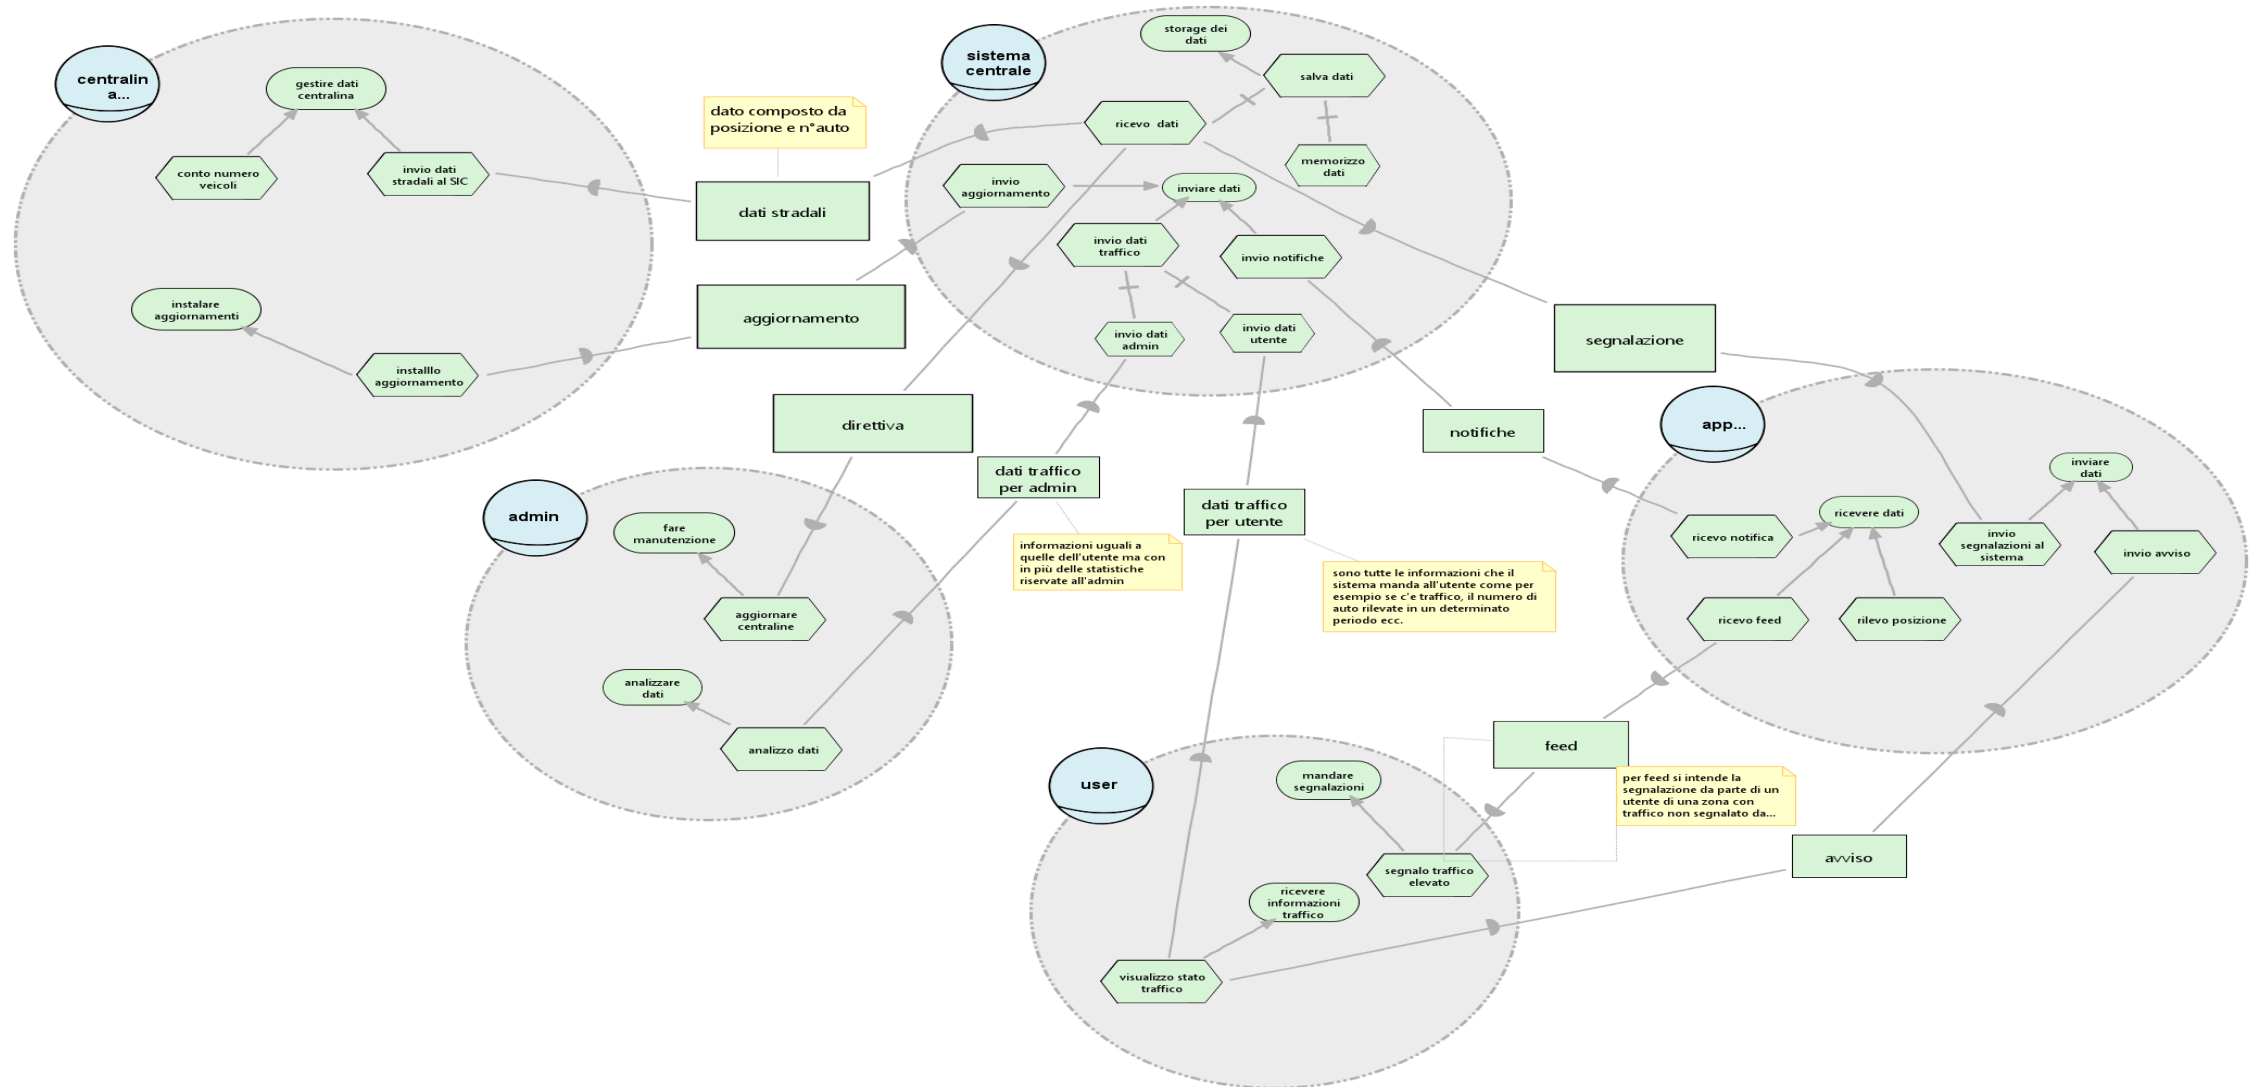 centralin
a...
gestire dati
centralina
conto numero
veicoli
invio dati
stradali al SIC
instalare
aggiornamenti
installlo
aggiornamento
dato composto da
posizione e n°auto
dati stradali
aggiornamento
direttiva
sistema
centrale
storage dei
dati
salva dati
ricevo dati
memorizzo
dati
invio
aggiornamento
inviare dati
invio dati
traffico
invio notifiche
invio dati
admin
invio dati
utente
segnalazione
notifiche
dati traffico
per admin
dati traffico
per utente
informazioni uguali a
quelle dell'utente ma con
in più delle statistiche
riservate all'admin
sono tutte le informazioni che il
sistema manda all'utente come per
esempio se c'e traffico, il numero di
auto rilevate in un determinato
periodo ecc.
admin
fare
manutenzione
aggiornare
centraline
analizzare
dati
analizzo dati
app...
inviare
dati
ricevere dati
ricevo notifica
invio
segnalazioni al
sistema
invio avviso
ricevo feed
rilevo posizione
feed
per feed si intende la
segnalazione da parte di un
utente di una zona con
traffico non segnalato da...
avviso
user
mandare
segnalazioni
segnalo traffico
elevato
ricevere
informazioni
traffico
visualizzo stato
traffico